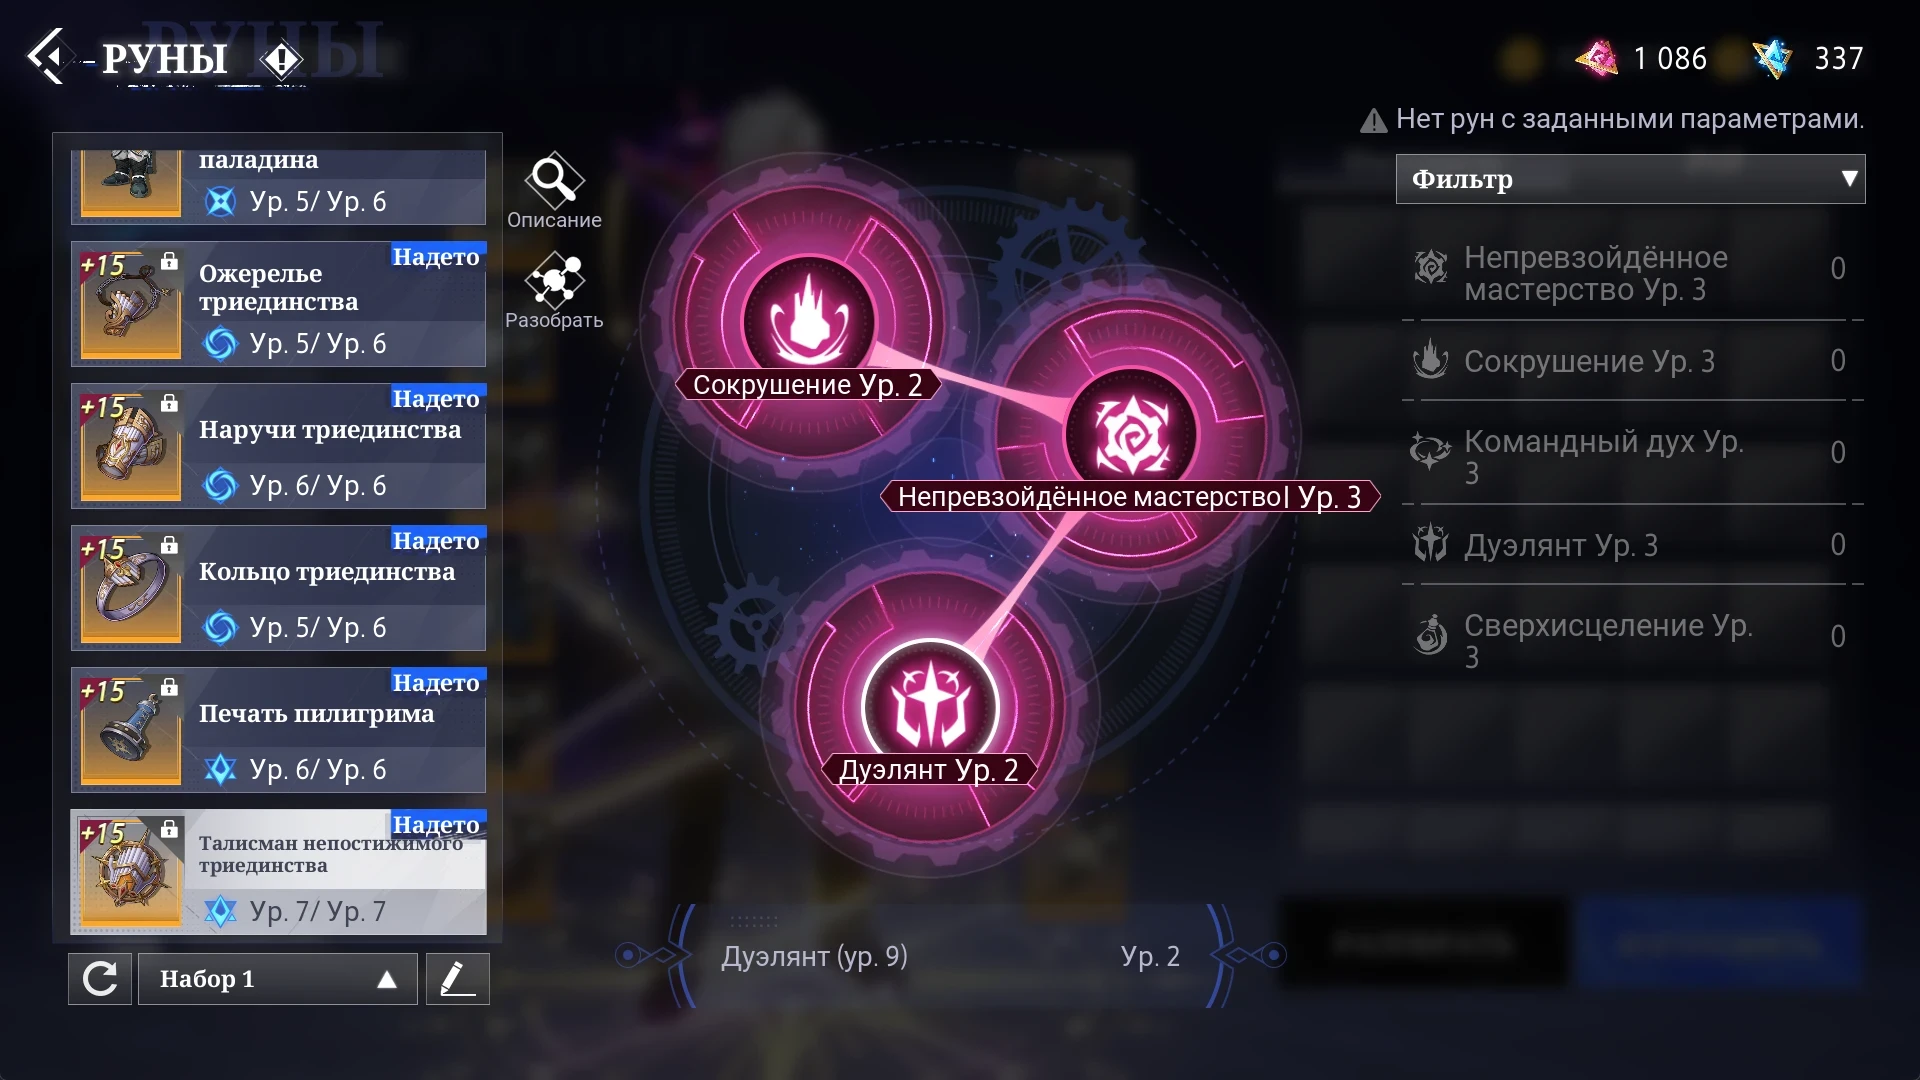 РУНЫ
1 086
337
Нет рун с заданными параметрами.
Фильтр
Непревзойдённое
мастерство Ур. 3
0
Сокрушение Ур. 3
0
Командный дух Ур.
3
0
Дуэлянт Ур. 3
0
Сверхисцеление Ур.
3
0
паладина
Ур. 5/ Ур. 6
+15
Надето
Ожерелье
триединства
Ур. 5/ Ур. 6
+15
Надето
Наручи триединства
Ур. 6/ Ур. 6
+15
Надето
Кольцо триединства
Ур. 5/ Ур. 6
+15
Надето
Печать пилигрима
Ур. 6/ Ур. 6
+15
Надето
Талисман непостижимого
триединства
Ур. 7/ Ур. 7
Набор 1
Описание
Разобрать
Сокрушение Ур. 2
Непревзойдённое мастерство| Ур. 3
Дуэлянт Ур. 2
Дуэлянт (ур. 9)
Ур. 2